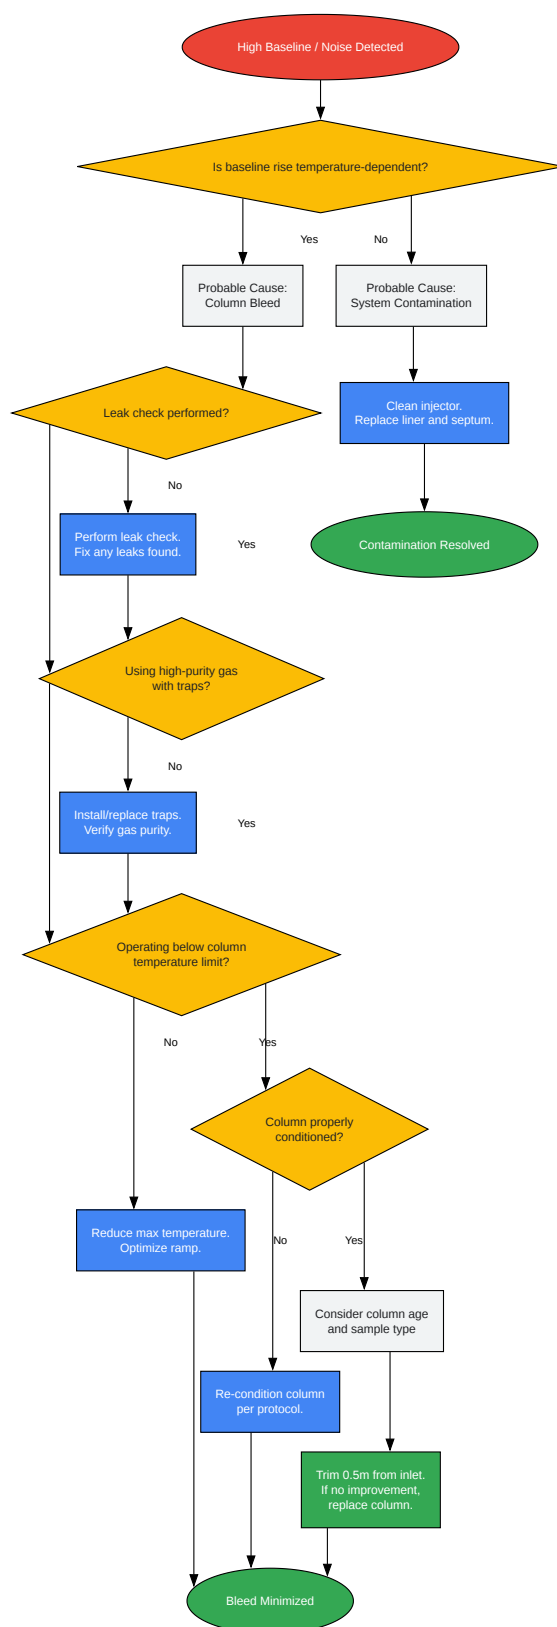 High Baseline / Noise Detected
Is baseline rise temperature-dependent?
Yes
No
Probable Cause:
Column Bleed
Probable Cause:
System Contamination
Leak check performed?
Clean injector.
Replace liner and septum.
No
Perform leak check.
Fix any leaks found.
Yes
Contamination Resolved
Using high-purity gas
with traps?
No
Install/replace traps.
Verify gas purity.
Yes
Operating below column
temperature limit?
No
Yes
Column properly
conditioned?
Reduce max temperature.
Optimize ramp.
No
Yes
Consider column age
and sample type
Re-condition column
per protocol.
Trim 0.5m from inlet.
If no improvement,
replace column.
Bleed Minimized